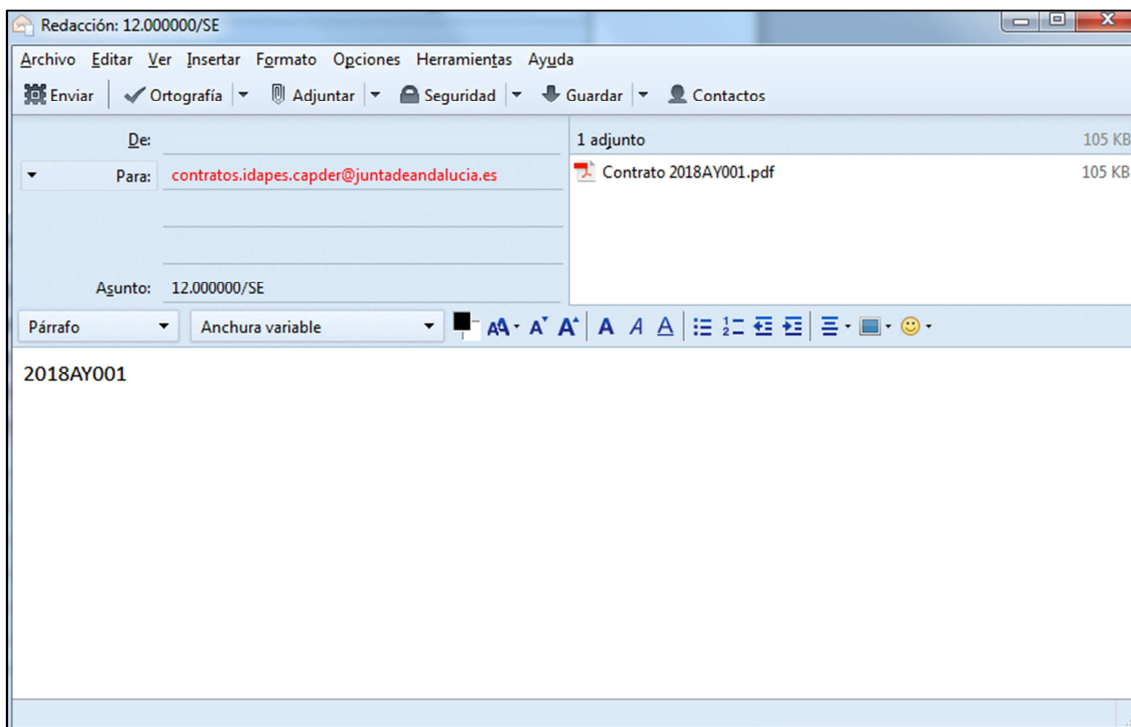 Redacción: 12.000000/SE
Archivo Editar Ver Insertar Formato Opciones Herramientas Ayuda
Enviar Ortografía Adjuntar Seguridad Guardar Contactos
De:
1 adjunto 105 KB
Para: contratos.idapes.capder@juntadeandalucia.es
Contrato 2018AY001.pdf 105 KB
Asunto: 12.000000/SE
Párrafo Anchura variable
2018AY001